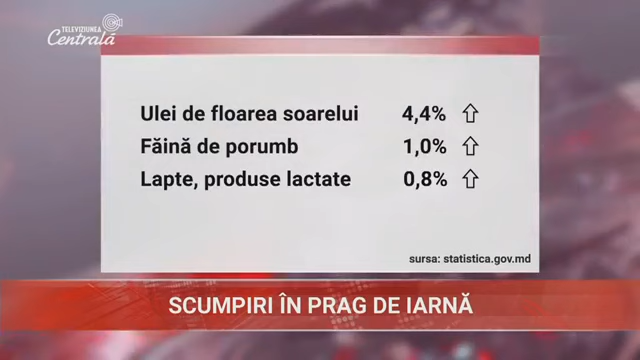 TELEVIZIUNEA
Centrală
Ulei de floarea soarelui 4,4% ⇧
Făină de porumb 1,0% ⇧
Lapte, produse lactate 0,8% ⇧
sursa: statistica.gov.md
SCUMPIRI ÎN PRAG DE IARNĂ